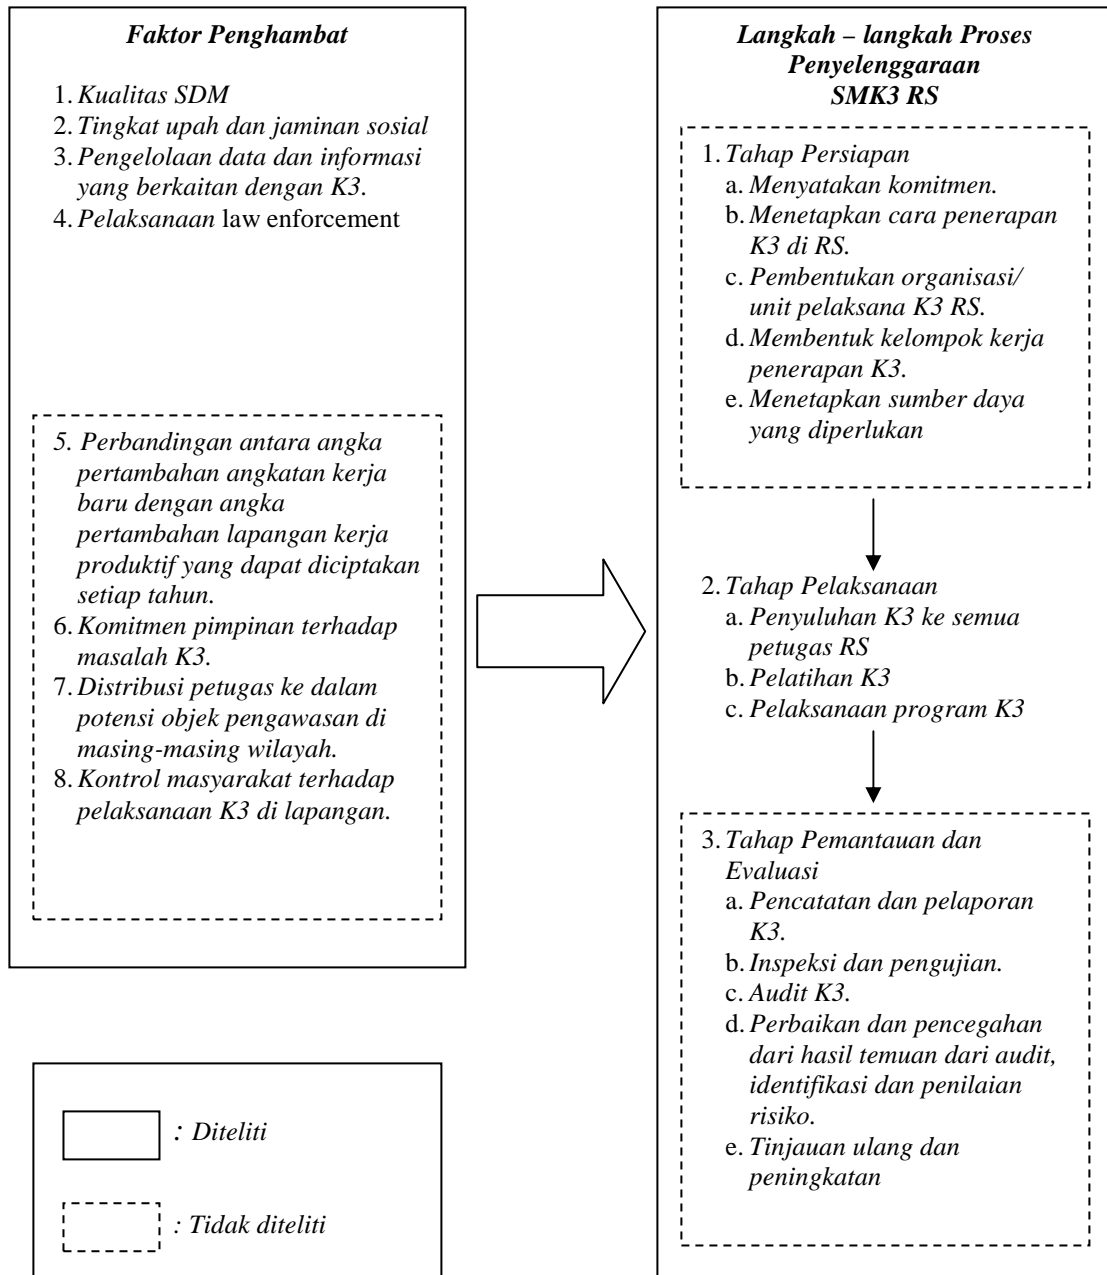 Faktor Penghambat
1. Kualitas SDM
2. Tingkat upah dan jaminan sosial
3. Pengelolaan data dan informasi
yang berkaitan dengan K3.
4. Pelaksanaan law enforcement
5. Perbandingan antara angka
pertambahan angkatan kerja
baru dengan angka
pertambahan lapangan kerja
produktif yang dapat diciptakan
setiap tahun.
6. Komitmen pimpinan terhadap
masalah K3.
7. Distribusi petugas ke dalam
potensi objek pengawasan di
masing-masing wilayah.
8. Kontrol masyarakat terhadap
pelaksanaan K3 di lapangan.
: Diteliti
: Tidak diteliti
Langkah – langkah Proses
Penyelenggaraan
SMK3 RS
1. Tahap Persiapan
a. Menyatakan komitmen.
b. Menetapkan cara penerapan
K3 di RS.
c. Pembentukan organisasi/
unit pelaksana K3 RS.
d. Membentuk kelompok kerja
penerapan K3.
e. Menetapkan sumber daya
yang diperlukan
2. Tahap Pelaksanaan
a. Penyuluhan K3 ke semua
petugas RS
b. Pelatihan K3
c. Pelaksanaan program K3
3. Tahap Pemantauan dan
Evaluasi
a. Pencatatan dan pelaporan
K3.
b. Inspeksi dan pengujian.
c. Audit K3.
d. Perbaikan dan pencegahan
dari hasil temuan dari audit,
identifikasi dan penilaian
risiko.
e. Tinjauan ulang dan
peningkatan